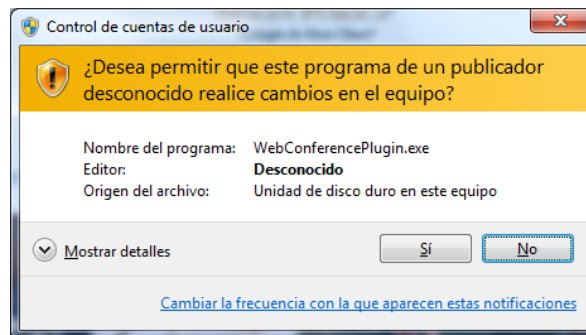 Control de cuentas de usuario
¿Desea permitir que este programa de un publicador
desconocido realice cambios en el equipo?
Nombre del programa: WebConferencePlugin.exe
Editor: Desconocido
Origen del archivo: Unidad de disco duro en este equipo
Mostrar detalles
Sí
No
Cambiar la frecuencia con la que aparecen estas notificaciones